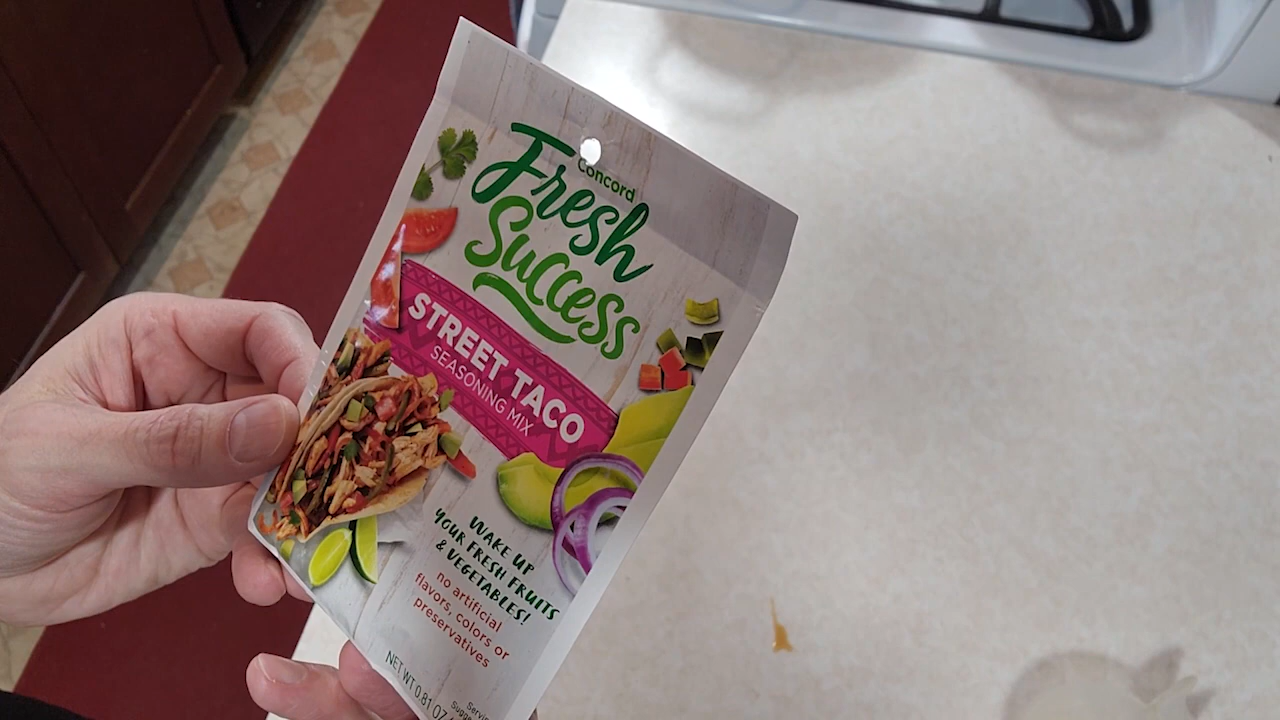 Concord
Fresh
Success
STREET TACO
SEASONING MIX
WAKE UP
YOUR FRESH FRUITS
& VEGETABLES!
no artificial
flavors, colors or
preservatives
NET WT 0.81 OZ